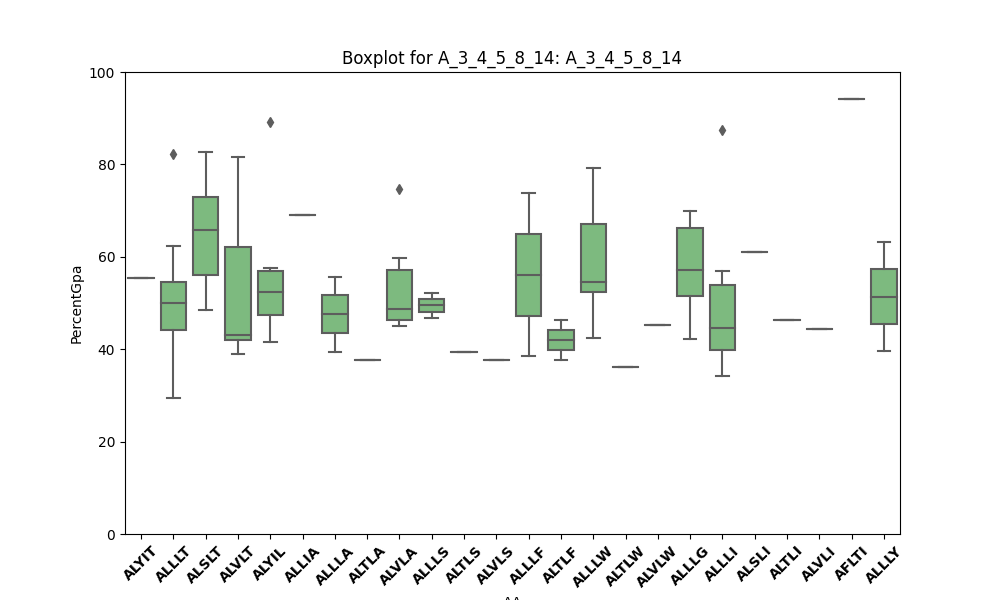 Boxplot for A_3_4_5_8_14: A_3_4_5_8_14
100
80
60
40
20
0
PercentGpa
ALYIT ALLLT ALSLT ALVLT ALYIL ALLIA ALLLA ALTLA ALVLA ALLLS ALTLS ALVLS ALLLF ALTLF ALLLW ALTLW ALVLW ALLLG ALLLI ALSLI ALTLI ALVLI AFLTI ALLLY